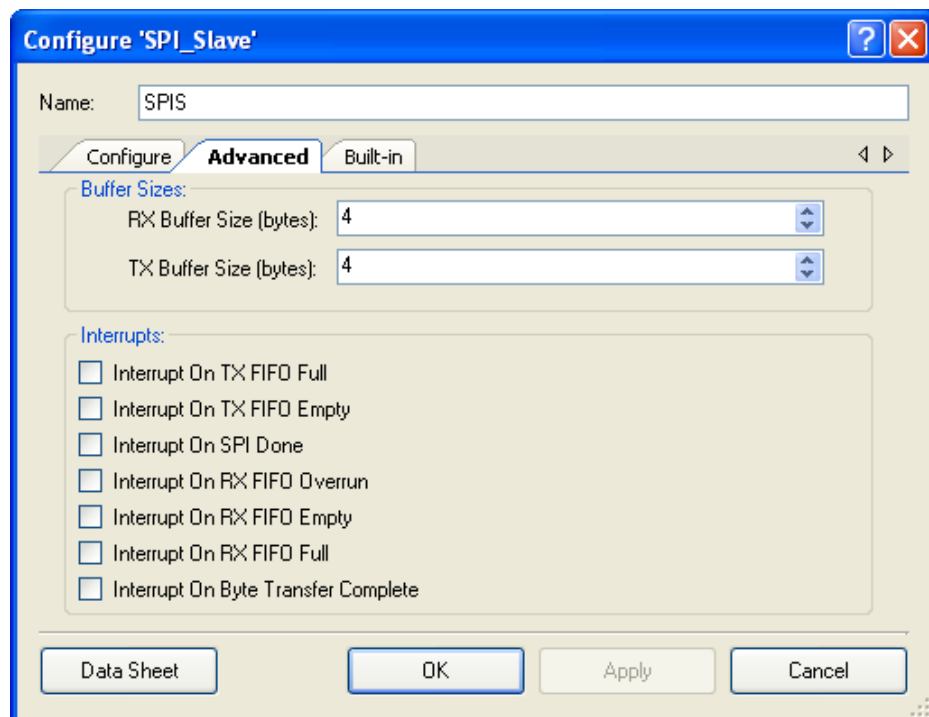 Configure 'SPI_Slave'
Name: SPIS
Configure Advanced Built-in
Buffer Sizes:
RX Buffer Size (bytes): 4
TX Buffer Size (bytes): 4
Interrupts:
Interrupt On TX FIFO Full
Interrupt On TX FIFO Empty
Interrupt On SPI Done
Interrupt On RX FIFO Overrun
Interrupt On RX FIFO Empty
Interrupt On RX FIFO Full
Interrupt On Byte Transfer Complete
Data Sheet OK Apply Cancel